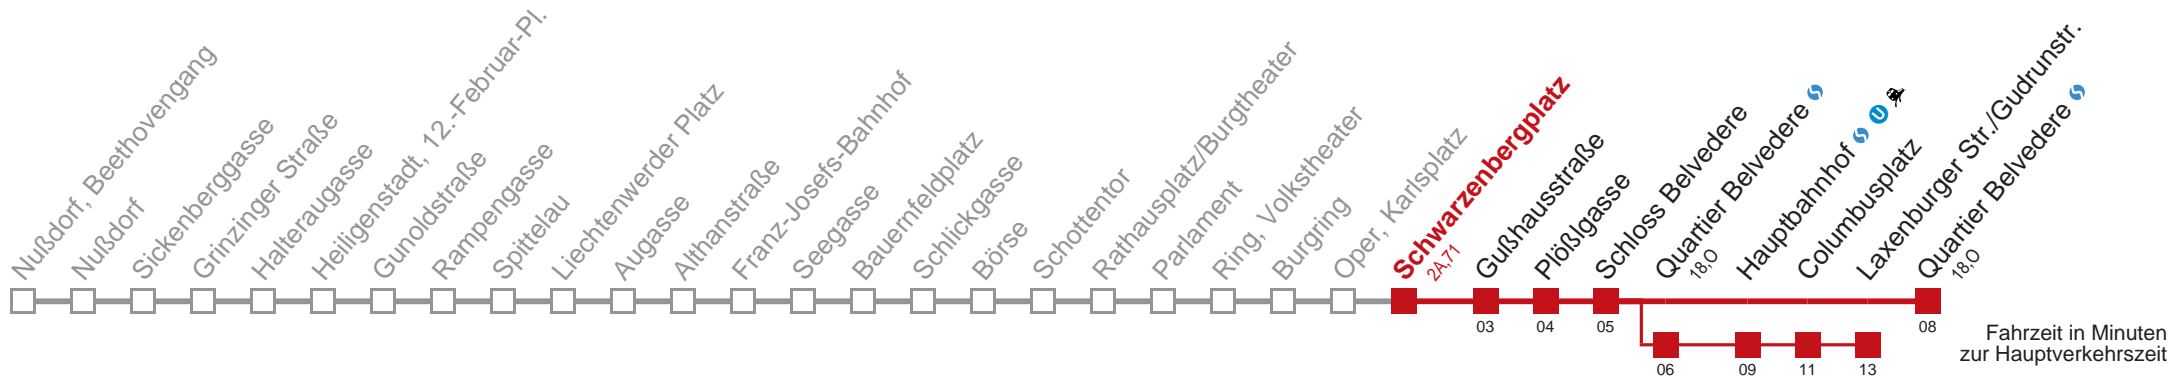 Nußdorf, Beethovengang
Nußdorf
Sickenberggasse
Grinzinger Straße
Halteraugasse
Heiligenstadt, 12.-Februar-Pl.
Gunoldstraße
Rampengasse
Spittelau
Liechtenwerder Platz
Augasse
Althanstraße
Franz-Josefs-Bahnhof
Seegasse
Bauernfeldplatz
Schlickgasse
Börse
Schottentor
Rathausplatz/Burgtheater
Parlament
Ring, Volkstheater
Burgring
Oper, Karlsplatz
Schwarzenbergplatz
2A,71
Gußhausstraße
Plößlgasse
Schloss Belvedere
Quartier Belvedere
18,O
Hauptbahnhof U
Columbusplatz
Laxenburger Str./Gudrunstr.
Quartier Belvedere
18,O
03
04
05
08
06
09
11
13
Fahrzeit in Minuten
zur Hauptverkehrszeit